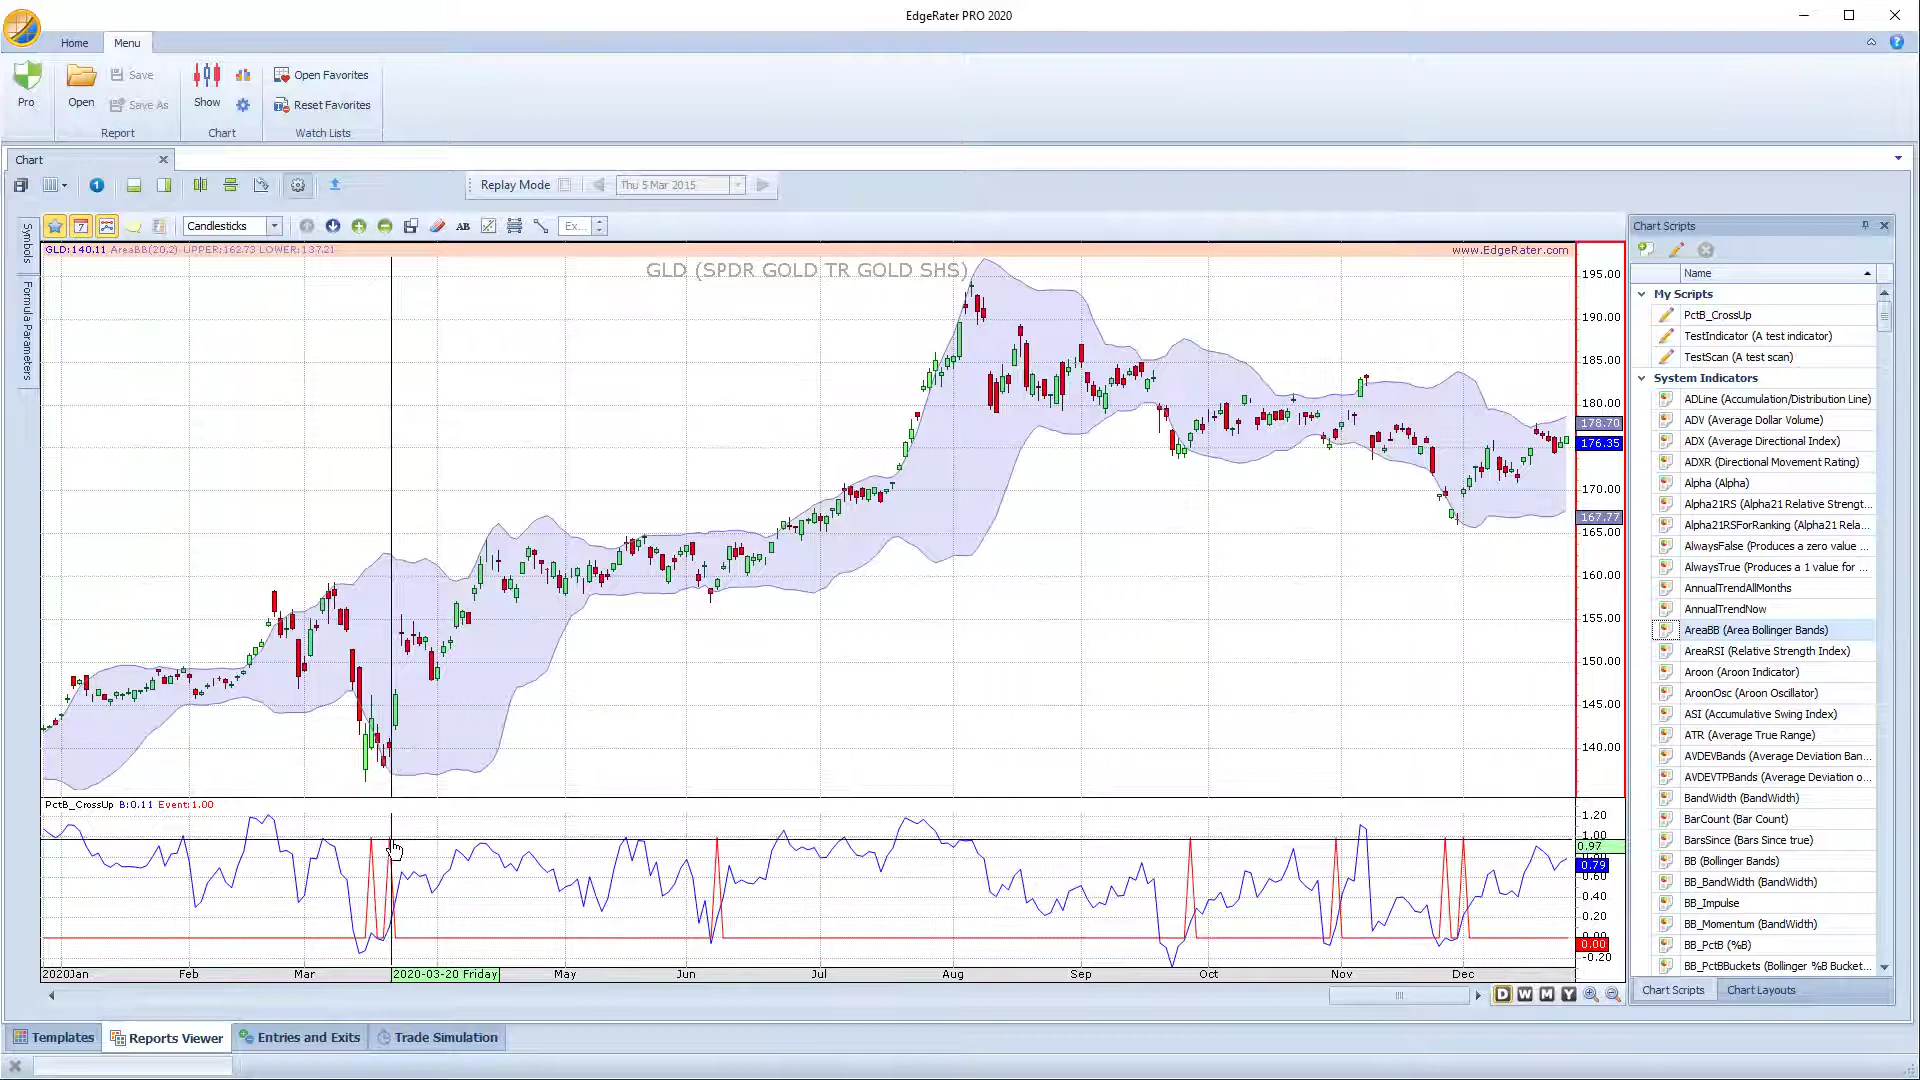 EdgeRater PRO 2020
Home
Menu
Pro
Open
Save
Save As
Report
Show
Chart
Open Favorites
Reset Favorites
Watch Lists
Chart
1
Replay Mode
Thu 5 Mar 2015
Symbols
Formula Parameters
7
Candlesticks
AB
Ex...
GLD:140.11 AreaBB(20,2) UPPER:162.73 LOWER:137.21
www.EdgeRater.com
GLD (SPDR GOLD TR GOLD SHS)
195.00
190.00
185.00
180.00
178.70
176.35
170.00
167.77
165.00
160.00
155.00
150.00
145.00
140.00
PctB_CrossUp B:0.11 Event:1.00
1.20
1.00
0.97
0.79
0.60
0.40
0.20
0.00
0.00
-0.20
2020Jan
Feb
Mar
2020-03-20 Friday
May
Jun
Jul
Aug
Sep
Oct
Nov
Dec
D
W
M
Y
Chart Scripts
Name
My Scripts
PctB_CrossUp
TestIndicator (A test indicator)
TestScan (A test scan)
System Indicators
ADLine (Accumulation/Distribution Line)
ADV (Average Dollar Volume)
ADX (Average Directional Index)
ADXR (Directional Movement Rating)
Alpha (Alpha)
Alpha21RS (Alpha21 Relative Strengt...
Alpha21RSForRanking (Alpha21 Rela...
AlwaysFalse (Produces a zero value ...
AlwaysTrue (Produces a 1 value for ...
AnnualTrendAllMonths
AnnualTrendNow
AreaBB (Area Bollinger Bands)
AreaRSI (Relative Strength Index)
Aroon (Aroon Indicator)
AroonOsc (Aroon Oscillator)
ASI (Accumulative Swing Index)
ATR (Average True Range)
AVDEVBands (Average Deviation Ban...
AVDEVTPBands (Average Deviation o...
BandWidth (BandWidth)
BarCount (Bar Count)
BarsSince (Bars Since true)
BB (Bollinger Bands)
BB_BandWidth (BandWidth)
BB_Impulse
BB_Momentum (BandWidth)
BB_PctB (%B)
BB_PctBBuckets (Bollinger %B Bucket...
Chart Scripts
Chart Layouts
Templates
Reports Viewer
Entries and Exits
Trade Simulation